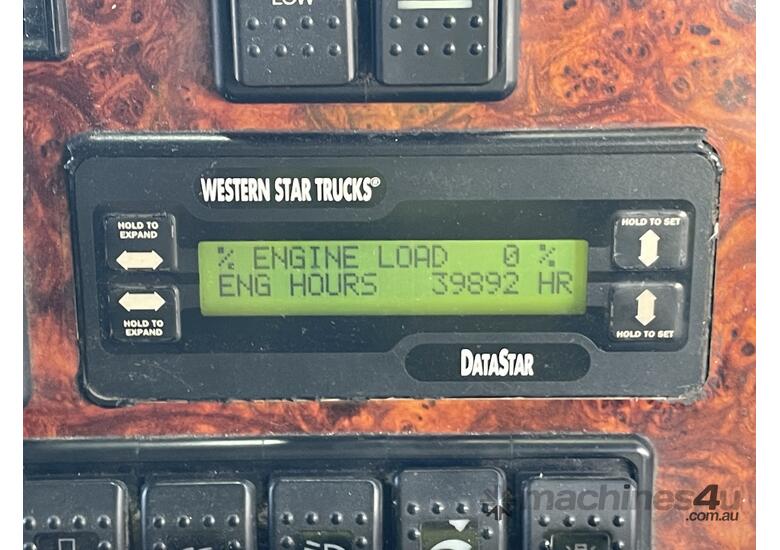 LOW
WESTERN STAR TRUCKS®
HOLD TO
EXPAND
HOLD TO SET
% ENGINE LOAD 0 %
ENG HOURS 39892 HR
HOLD TO
EXPAND
HOLD TO SET
DATASTAR
machines4u
.com.au